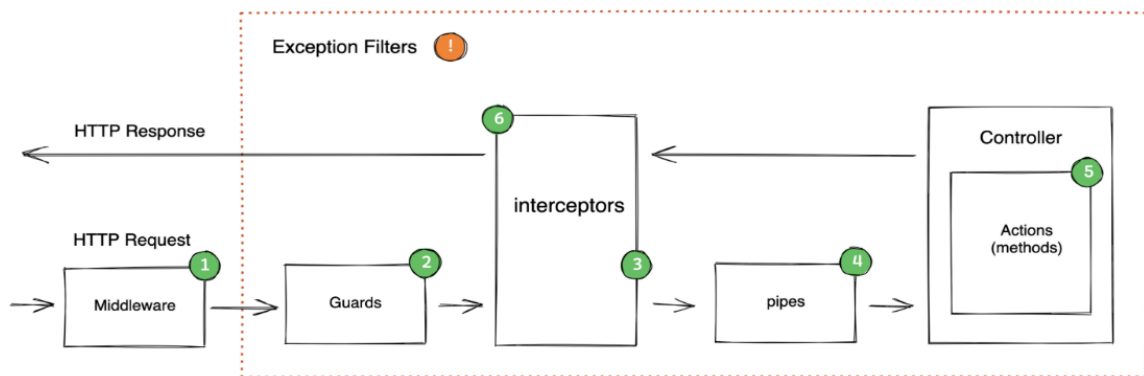 Exception Filters !
6
HTTP Response
Controller
5
interceptors
Actions
(methods)
HTTP Request
1
2
3
4
Middleware
Guards
pipes